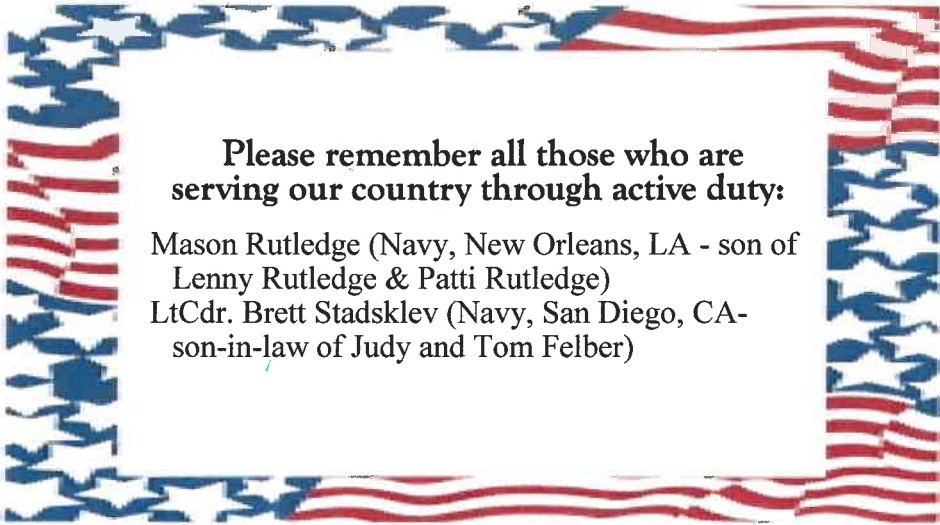 Please remember all those who are
serving our country through active duty:
Mason Rutledge (Navy, New Orleans, LA - son of
Lenny Rutledge & Patti Rutledge)
LtCdr. Brett Stadsklev (Navy, San Diego, CA-
son-in-law of Judy and Tom Felber)